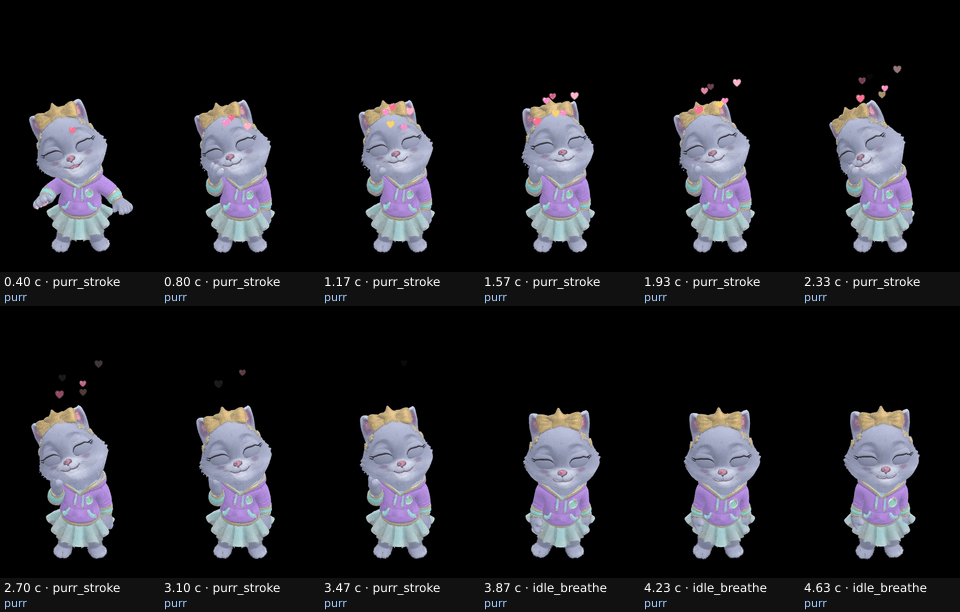 0.40 c · purr_stroke
purr
0.80 c · purr_stroke
purr
1.17 c · purr_stroke
purr
1.57 c · purr_stroke
purr
1.93 c · purr_stroke
purr
2.33 c · purr_stroke
purr
2.70 c · purr_stroke
purr
3.10 c · purr_stroke
purr
3.47 c · purr_stroke
purr
3.87 c · idle_breathe
purr
4.23 c · idle_breathe
purr
4.63 c · idle_breathe
purr